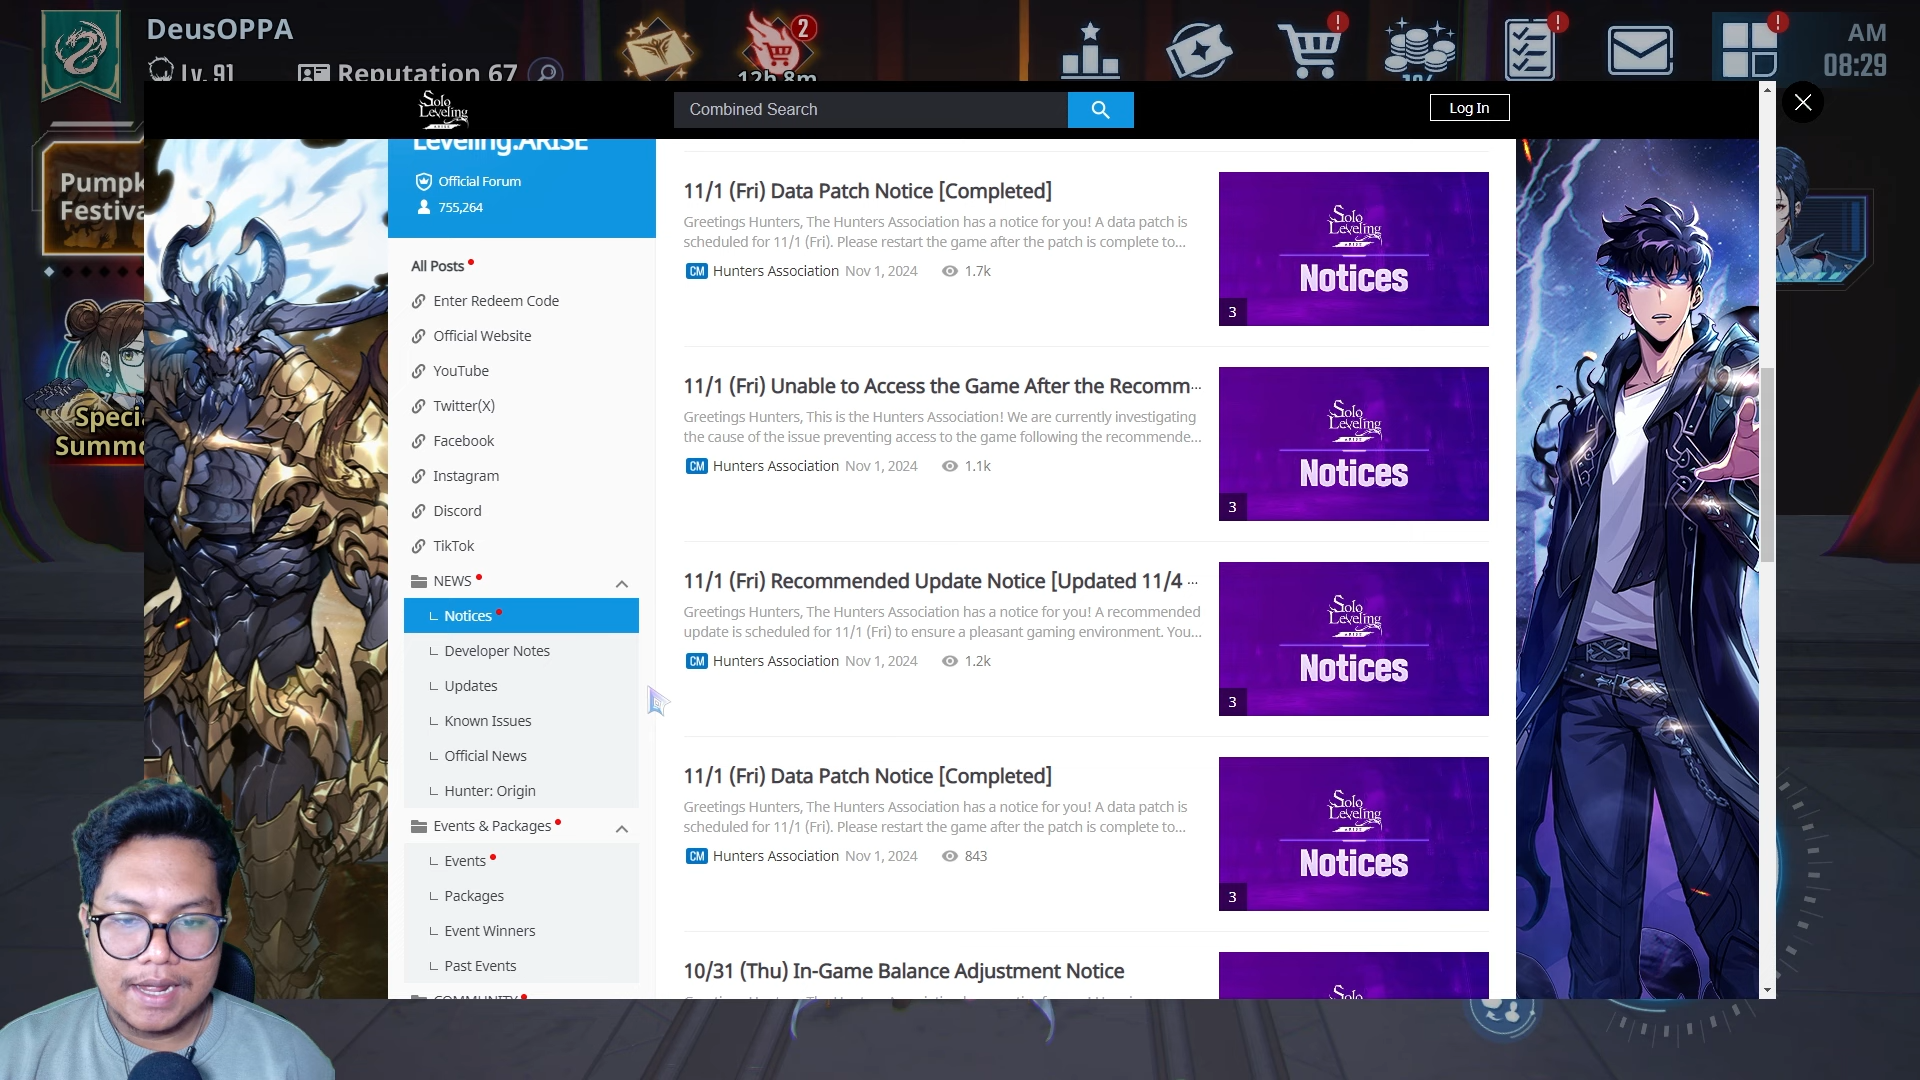 DeusOPPA
Lv. 91
Reputation 67
2
12h 8m
!
!
!
AM
08:29
Solo
Leveling
ARISE
Combined Search
Log In
Pumpk
Festiva
Speci
Summo
Leveling:ARISE
Official Forum
755,264
All Posts
Enter Redeem Code
Official Website
YouTube
Twitter(X)
Facebook
Instagram
Discord
TikTok
NEWS
Notices
Developer Notes
Updates
Known Issues
Official News
Hunter: Origin
Events & Packages
Events
Packages
Event Winners
Past Events
COMMUNITY
11/1 (Fri) Data Patch Notice [Completed]
Greetings Hunters, The Hunters Association has a notice for you! A data patch is
scheduled for 11/1 (Fri). Please restart the game after the patch is complete to...
CM Hunters Association Nov 1, 2024 1.7k
Solo
Leveling
ARISE
Notices
3
11/1 (Fri) Unable to Access the Game After the Recomm...
Greetings Hunters, This is the Hunters Association! We are currently investigating
the cause of the issue preventing access to the game following the recommende...
CM Hunters Association Nov 1, 2024 1.1k
Solo
Leveling
ARISE
Notices
3
11/1 (Fri) Recommended Update Notice [Updated 11/4 ...
Greetings Hunters, The Hunters Association has a notice for you! A recommended
update is scheduled for 11/1 (Fri) to ensure a pleasant gaming environment. You...
CM Hunters Association Nov 1, 2024 1.2k
Solo
Leveling
ARISE
Notices
3
11/1 (Fri) Data Patch Notice [Completed]
Greetings Hunters, The Hunters Association has a notice for you! A data patch is
scheduled for 11/1 (Fri). Please restart the game after the patch is complete to...
CM Hunters Association Nov 1, 2024 843
Solo
Leveling
ARISE
Notices
3
10/31 (Thu) In-Game Balance Adjustment Notice
Solo